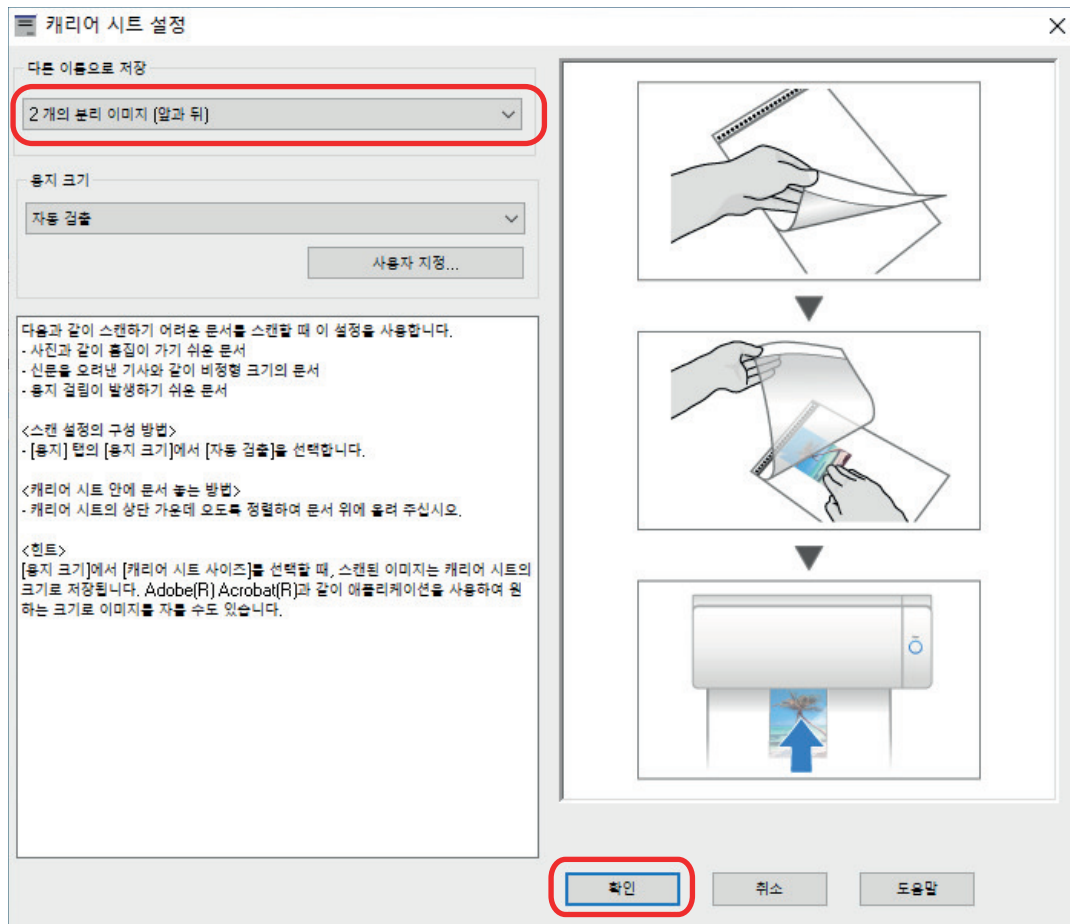 캐리어 시트 설정
다른 이름으로 저장
2 개의 분리 이미지 (앞과 뒤)
용지 크기
자동 검출
사용자 지정...
다음과 같이 스캔하기 어려운 문서를 스캔할 때 이 설정을 사용합니다.
- 사진과 같이 흠집이 가기 쉬운 문서
- 신문을 오려낸 기사와 같이 비정형 크기의 문서
- 용지 걸림이 발생하기 쉬운 문서
<스캔 설정의 구성 방법>
- [용지] 탭의 [용지 크기]에서 [자동 검출]을 선택합니다.
<캐리어 시트 안에 문서 놓는 방법>
- 캐리어 시트의 상단 가운데 오도록 정렬하여 문서 위에 올려 주십시오.
<힌트>
[용지 크기]에서 [캐리어 시트 사이즈]를 선택할 때, 스캔된 이미지는 캐리어 시트의
크기로 저장됩니다. Adobe(R) Acrobat(R)과 같이 애플리케이션을 사용하여 원
하는 크기로 이미지를 자를 수도 있습니다.
확인
취소
도움말